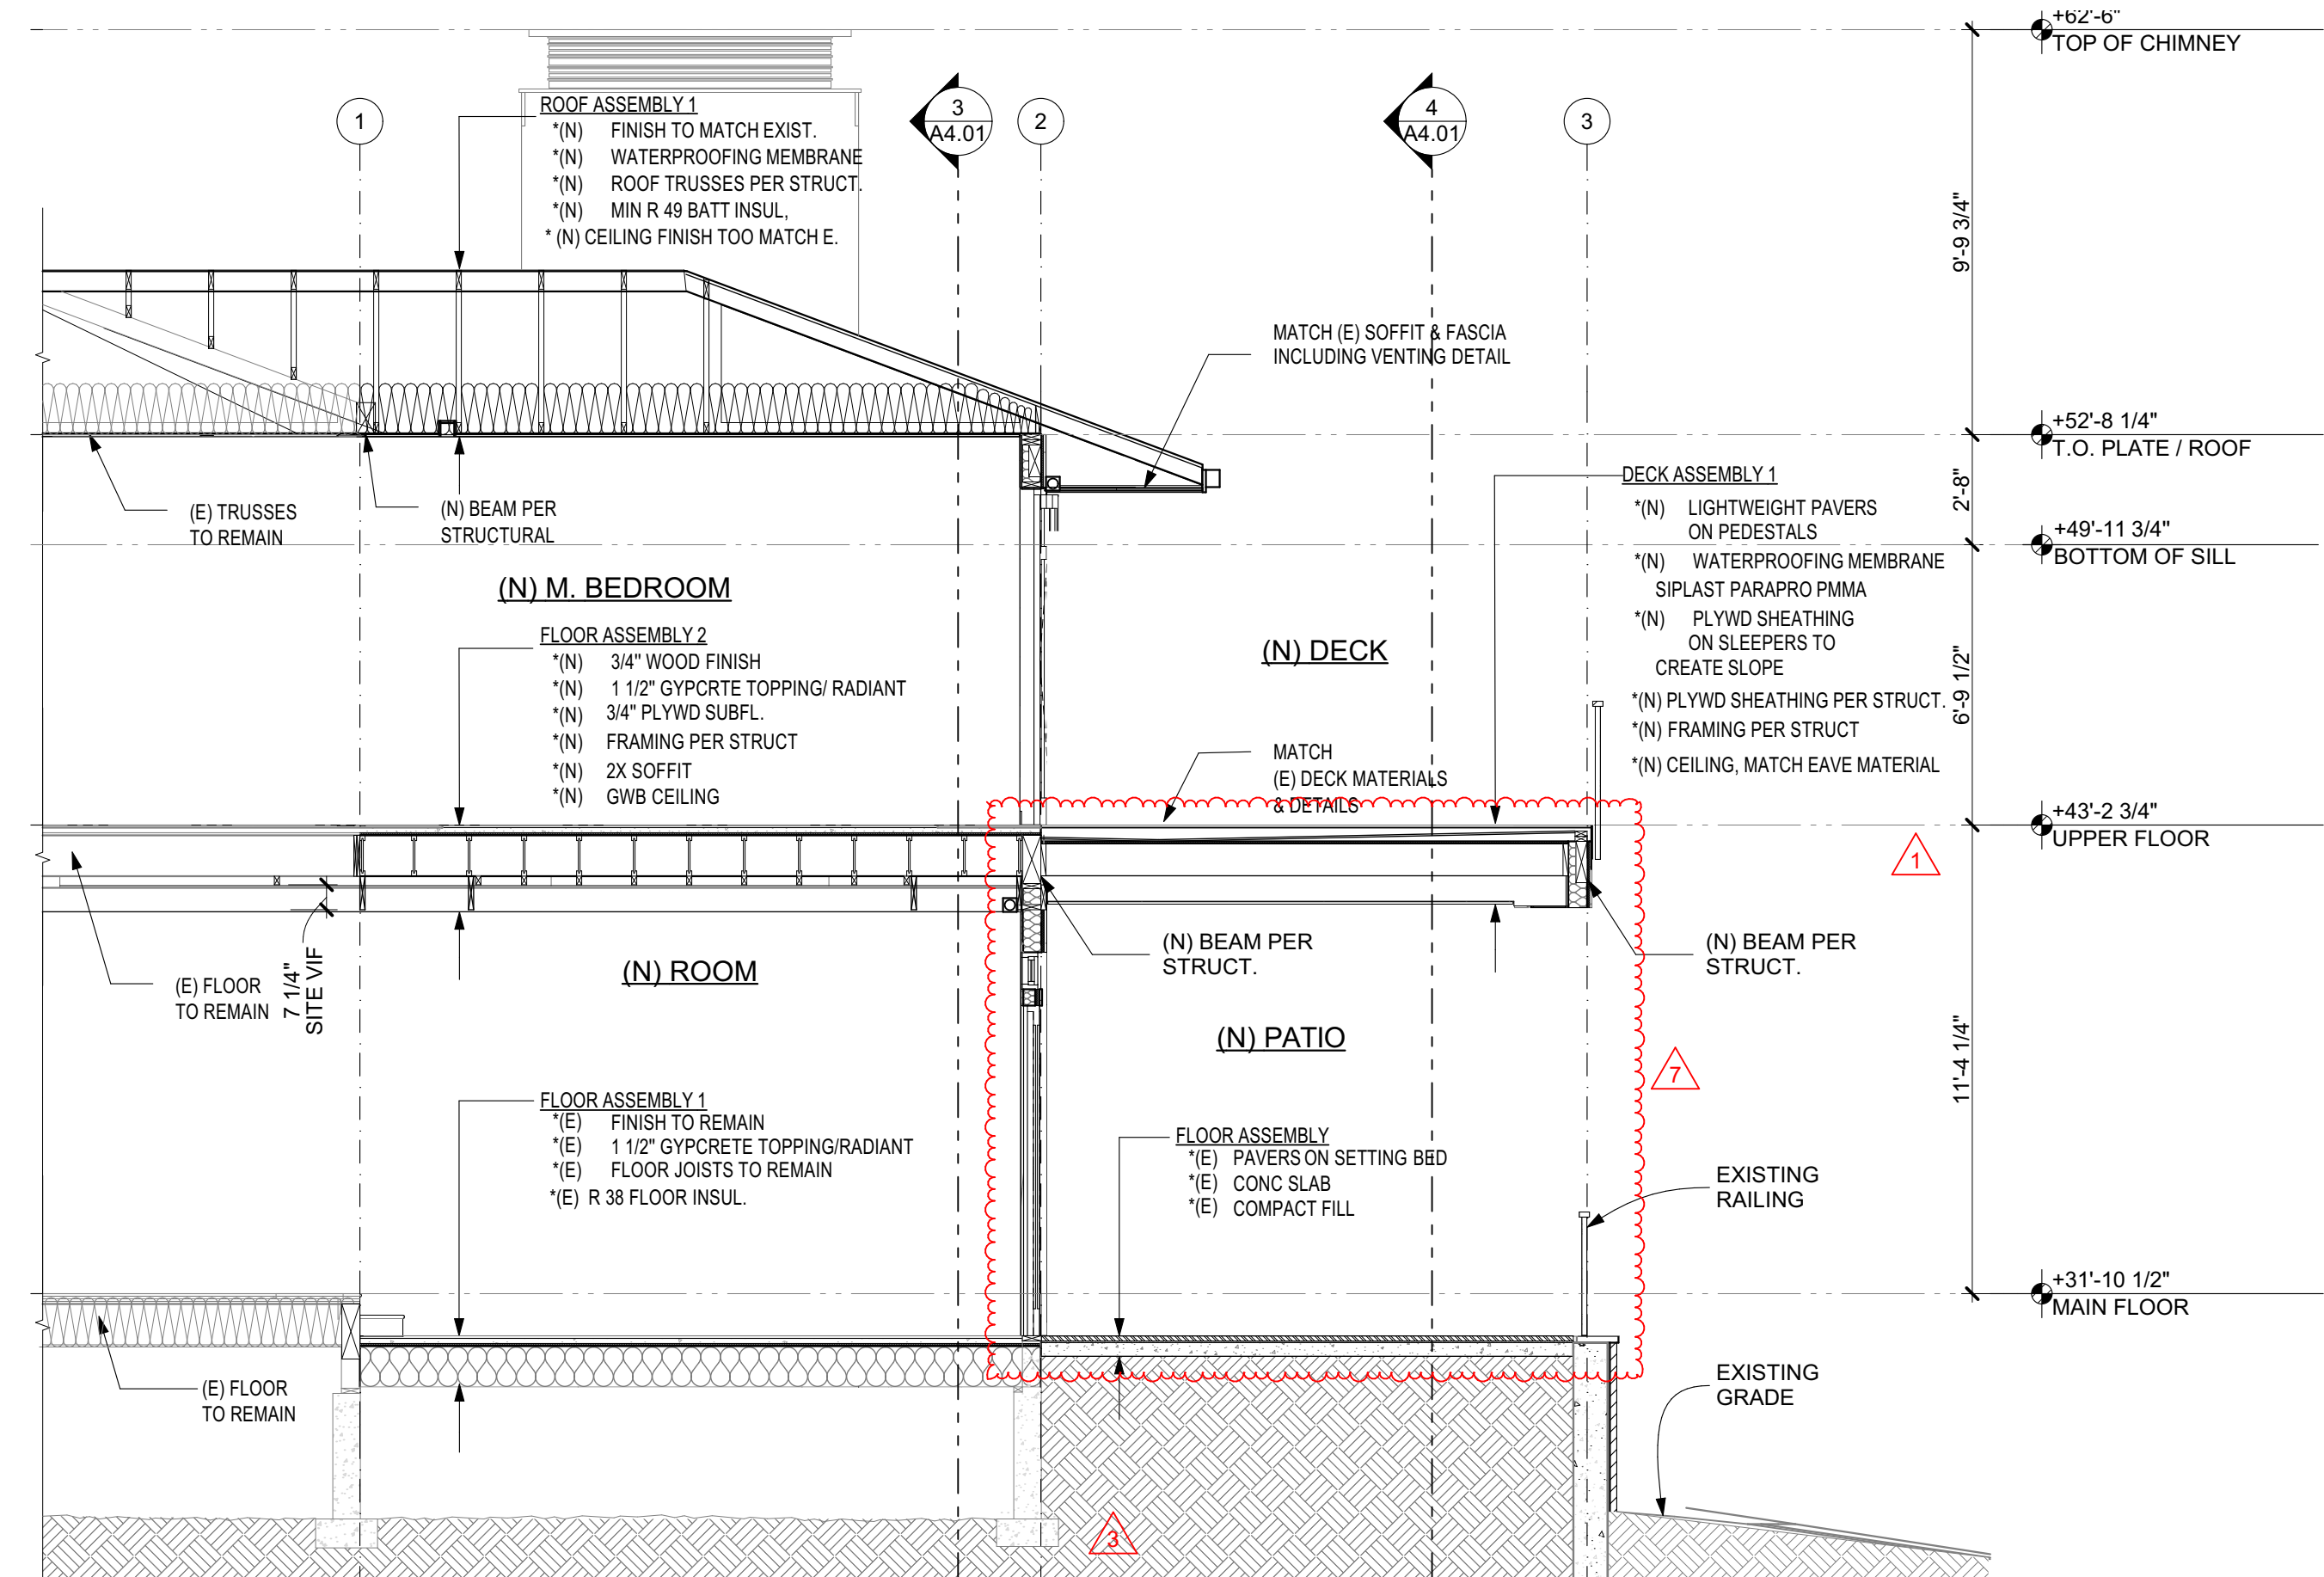 +62'-6"
TOP OF CHIMNEY
1
3
A4.01
2
4
A4.01
3
ROOF ASSEMBLY 1
*(N) FINISH TO MATCH EXIST.
*(N) WATERPROOFING MEMBRANE
*(N) ROOF TRUSSES PER STRUCT.
*(N) MIN R 49 BATT INSUL,
* (N) CEILING FINISH TOO MATCH E.
9'-9 3/4"
MATCH (E) SOFFIT & FASCIA
INCLUDING VENTING DETAIL
+52'-8 1/4"
T.O. PLATE / ROOF
2'-8"
(E) TRUSSES
TO REMAIN
(N) BEAM PER
STRUCTURAL
DECK ASSEMBLY 1
*(N) LIGHTWEIGHT PAVERS
ON PEDESTALS
*(N) WATERPROOFING MEMBRANE
SIPLAST PARAPRO PMMA
*(N) PLYWD SHEATHING
ON SLEEPERS TO
CREATE SLOPE
*(N) PLYWD SHEATHING PER STRUCT.
*(N) FRAMING PER STRUCT
*(N) CEILING, MATCH EAVE MATERIAL
+49'-11 3/4"
BOTTOM OF SILL
(N) M. BEDROOM
FLOOR ASSEMBLY 2
*(N) 3/4" WOOD FINISH
*(N) 1 1/2" GYPCRTE TOPPING/ RADIANT
*(N) 3/4" PLYWD SUBFL.
*(N) FRAMING PER STRUCT
*(N) 2X SOFFIT
*(N) GWB CEILING
(N) DECK
6'-9 1/2"
MATCH
(E) DECK MATERIALS
& DETAILS
+43'-2 3/4"
UPPER FLOOR
1
(E) FLOOR
TO REMAIN
7 1/4"
SITE VIF
(N) ROOM
(N) BEAM PER
STRUCT.
(N) BEAM PER
STRUCT.
(N) PATIO
7
11'-4 1/4"
FLOOR ASSEMBLY 1
*(E) FINISH TO REMAIN
*(E) 1 1/2" GYPCRETE TOPPING/RADIANT
*(E) FLOOR JOISTS TO REMAIN
*(E) R 38 FLOOR INSUL.
FLOOR ASSEMBLY
*(E) PAVERS ON SETTING BED
*(E) CONC SLAB
*(E) COMPACT FILL
EXISTING
RAILING
+31'-10 1/2"
MAIN FLOOR
(E) FLOOR
TO REMAIN
EXISTING
GRADE
3